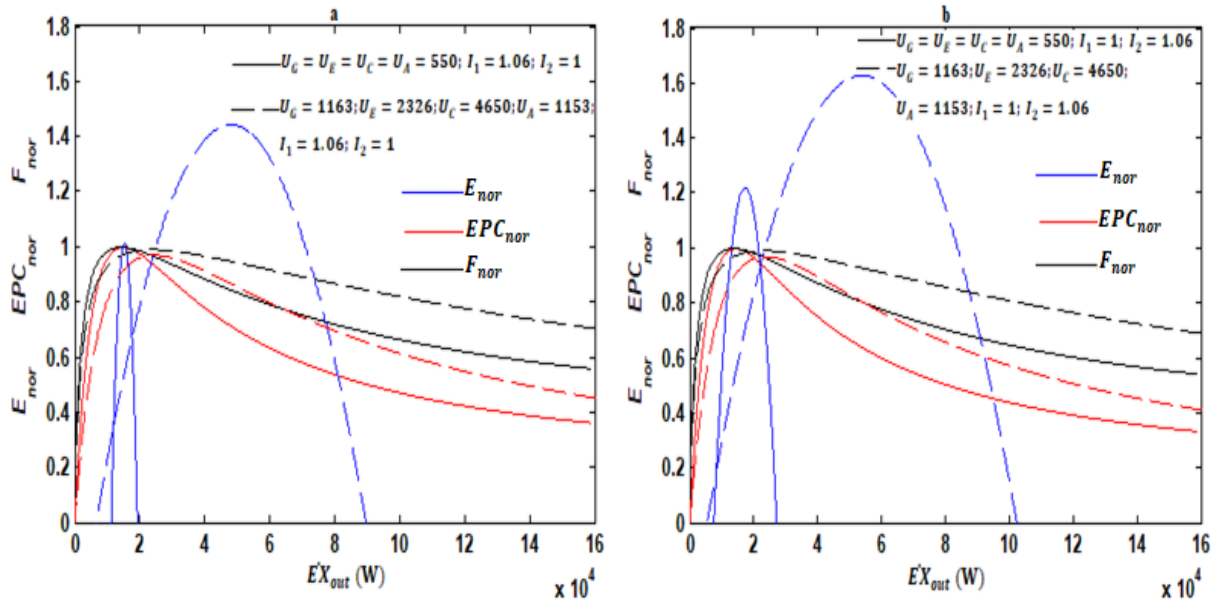 a
1.8
1.6
1.4
1.2
1
0.8
0.6
0.4
0.2
0
E_nor EPC_nor F_nor
U_G = U_E = U_C = U_A = 550; I_1 = 1.06; I_2 = 1
U_G = 1163; U_E = 2326; U_C = 4650; U_A = 1153;
I_1 = 1.06; I_2 = 1
E_nor
EPC_nor
F_nor
0 2 4 6 8 10 12 14 16
ĖX_out (W)
x 10^4
b
1.8
1.6
1.4
1.2
1
0.8
0.6
0.4
0.2
0
E_nor EPC_nor F_nor
U_G = U_E = U_C = U_A = 550; I_1 = 1; I_2 = 1.06
U_G = 1163; U_E = 2326; U_C = 4650;
U_A = 1153; I_1 = 1; I_2 = 1.06
E_nor
EPC_nor
F_nor
0 2 4 6 8 10 12 14 16
ĖX_out (W)
x 10^4